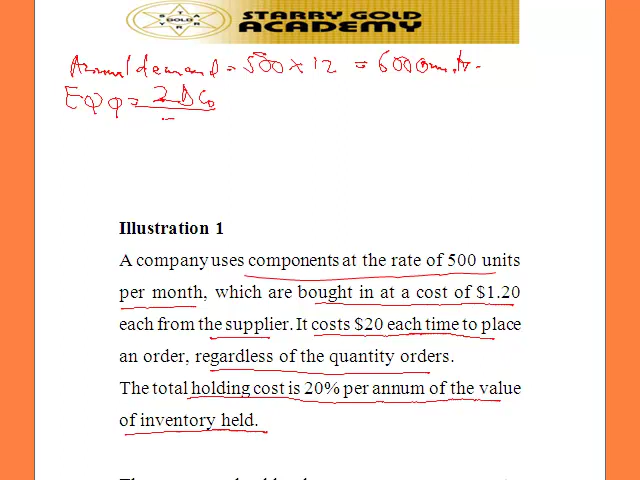 STAR
GOLD
STARRY GOLD
ACADEMY
Annual demand = 500 × 12 = 6000 units.
EOQ = 2DCo
Illustration 1
A company uses components at the rate of 500 units
per month, which are bought in at a cost of $1.20
each from the supplier. It costs $20 each time to place
an order, regardless of the quantity orders.
The total holding cost is 20% per annum of the value
of inventory held.